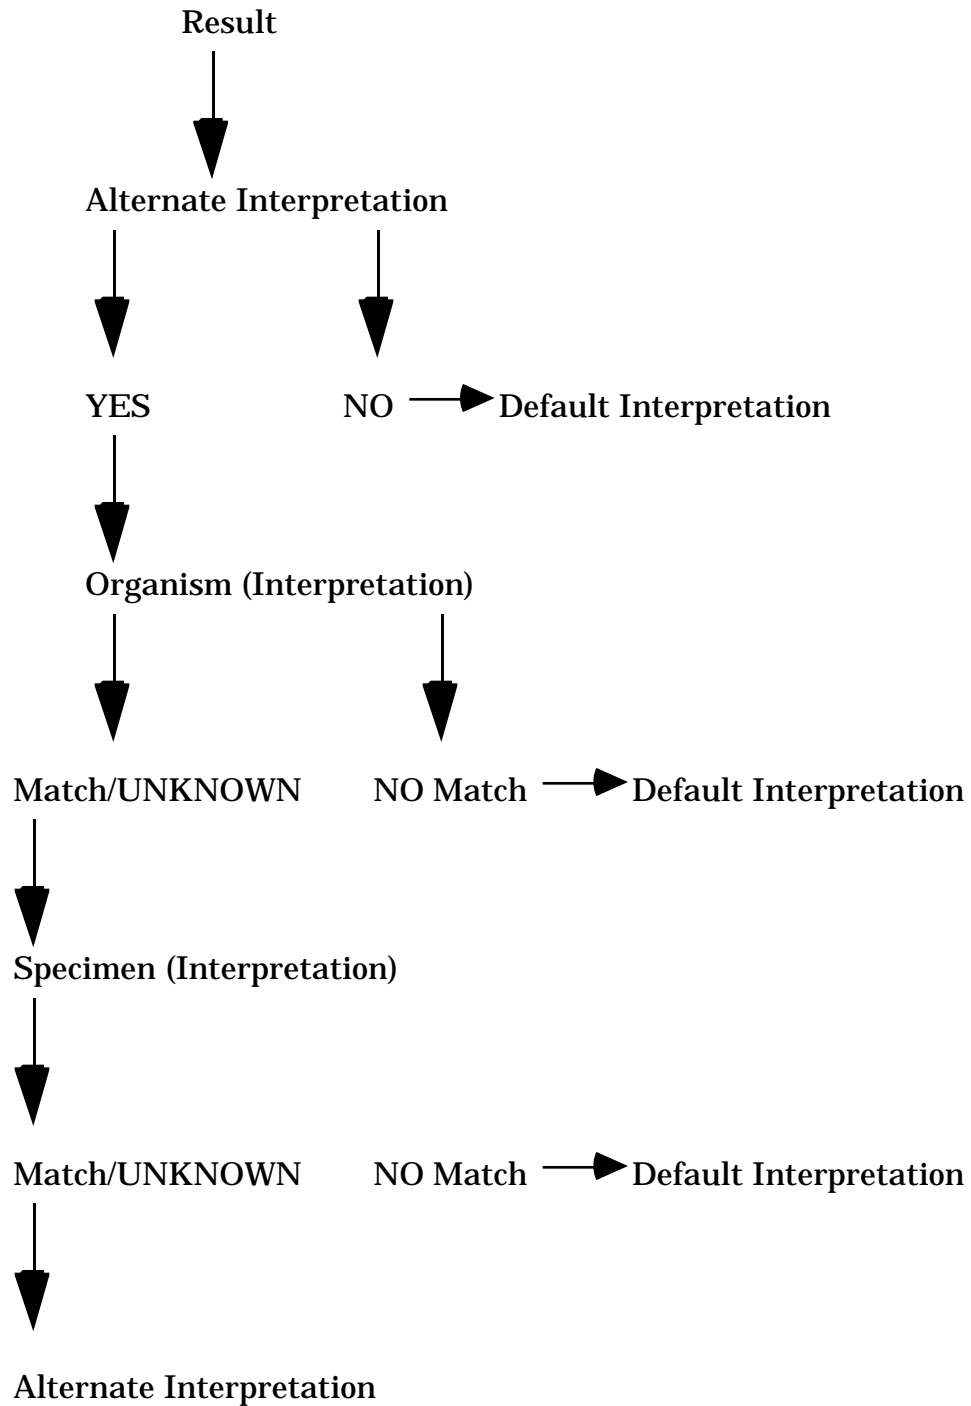 Result
Alternate Interpretation
YES NO Default Interpretation
Organism (Interpretation)
Match/UNKNOWN NO Match Default Interpretation
Specimen (Interpretation)
Match/UNKNOWN NO Match Default Interpretation
Alternate Interpretation